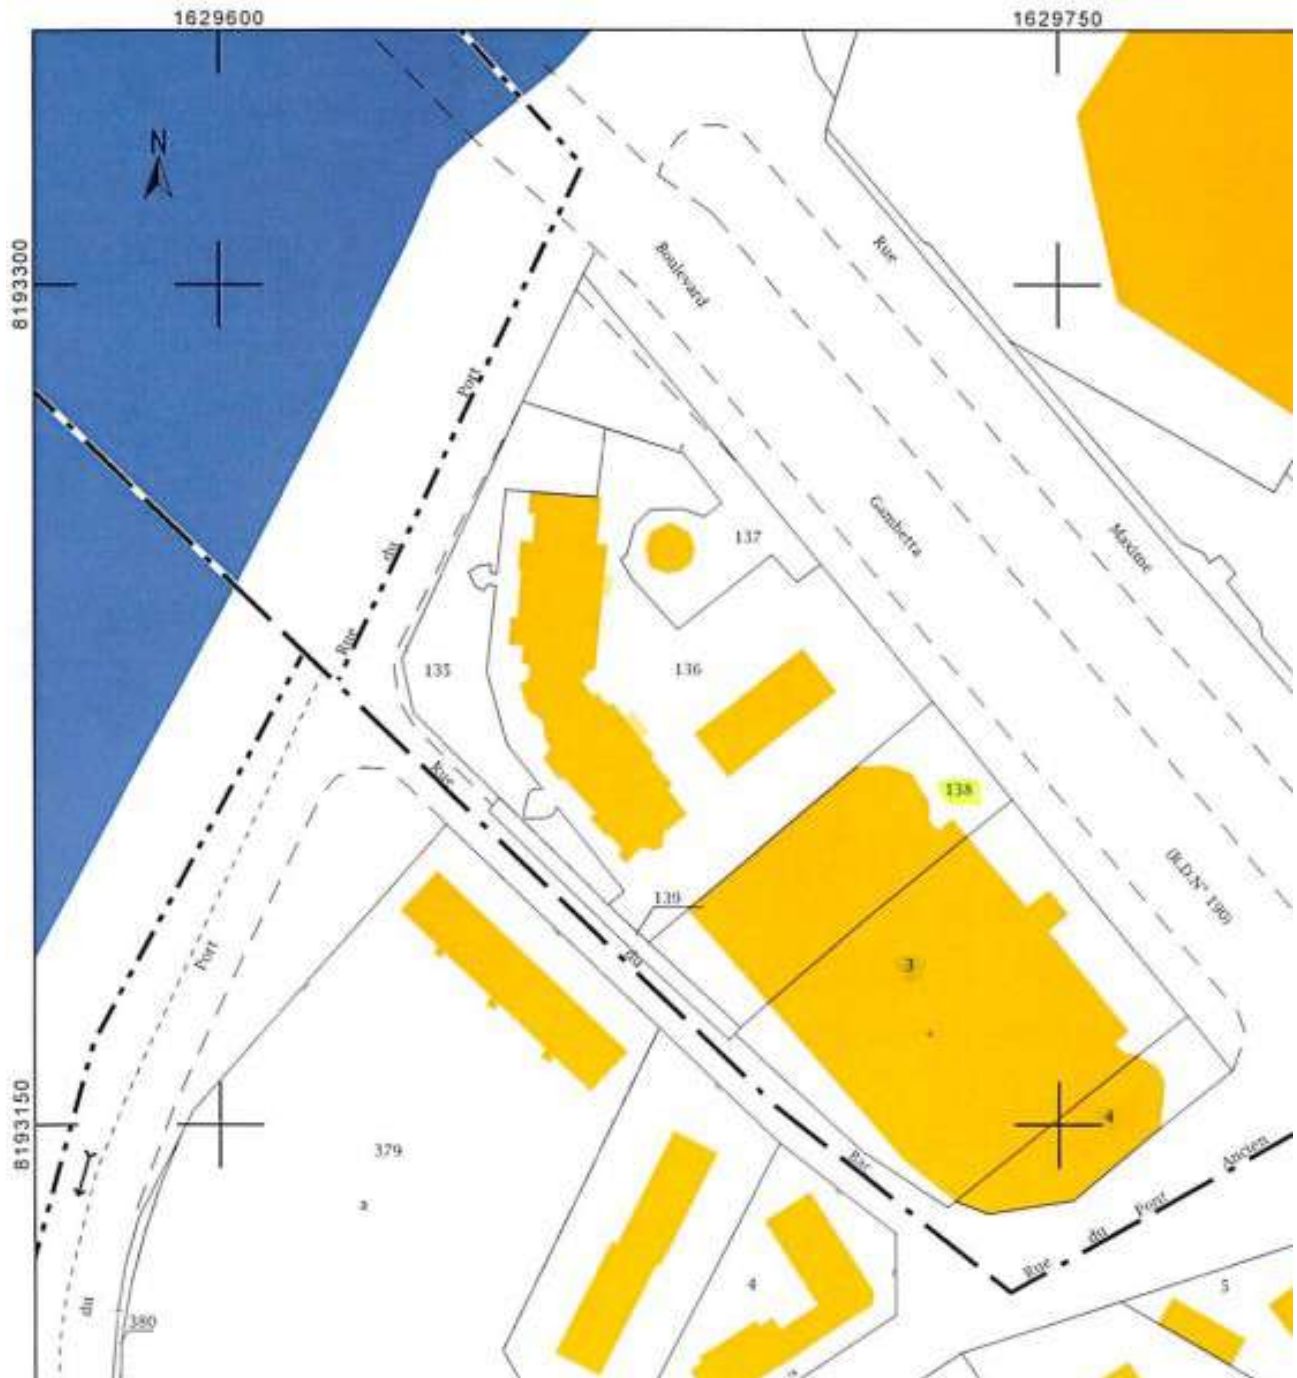 1629600
1629750
N
8193300
Boulevard
Rue
Port
Gambetta
Maxime
137
du
Rue
135
136
Rue
138
(R.D.N° 190)
139
du
3
Port
8193150
4
Bac
Ancien
379
Pont
du
Rue
4
5
du
380